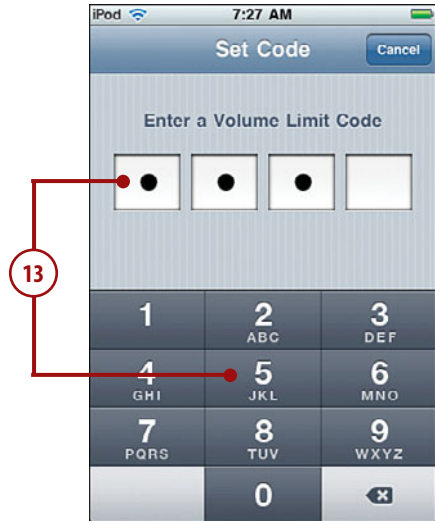 iPod 7:27 AM
Set Code Cancel
Enter a Volume Limit Code
13
1 2 3
ABC DEF
4 5 6
GHI JKL MNO
7 8 9
PQRS TUV WXYZ
0